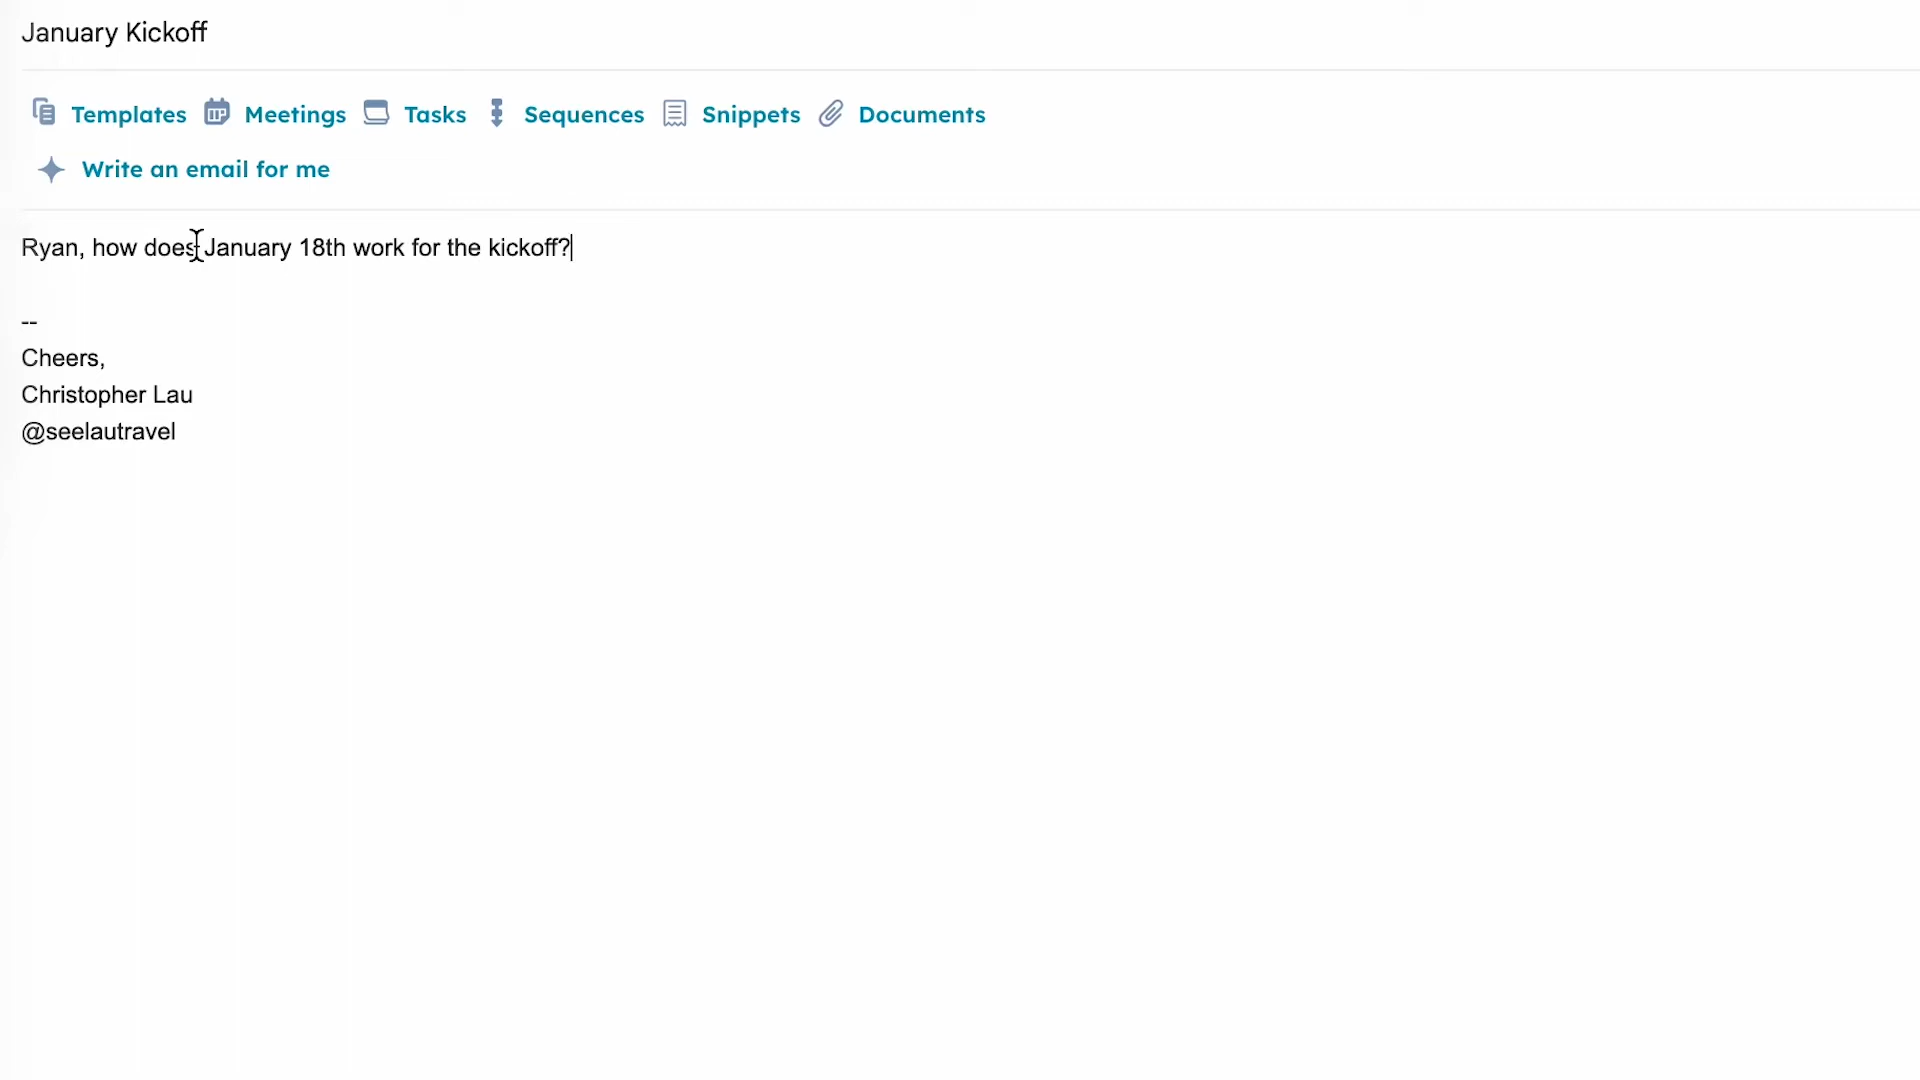 January Kickoff
Templates Meetings Tasks Sequences Snippets Documents
Write an email for me
Ryan, how does January 18th work for the kickoff?
--
Cheers,
Christopher Lau
@seelautravel